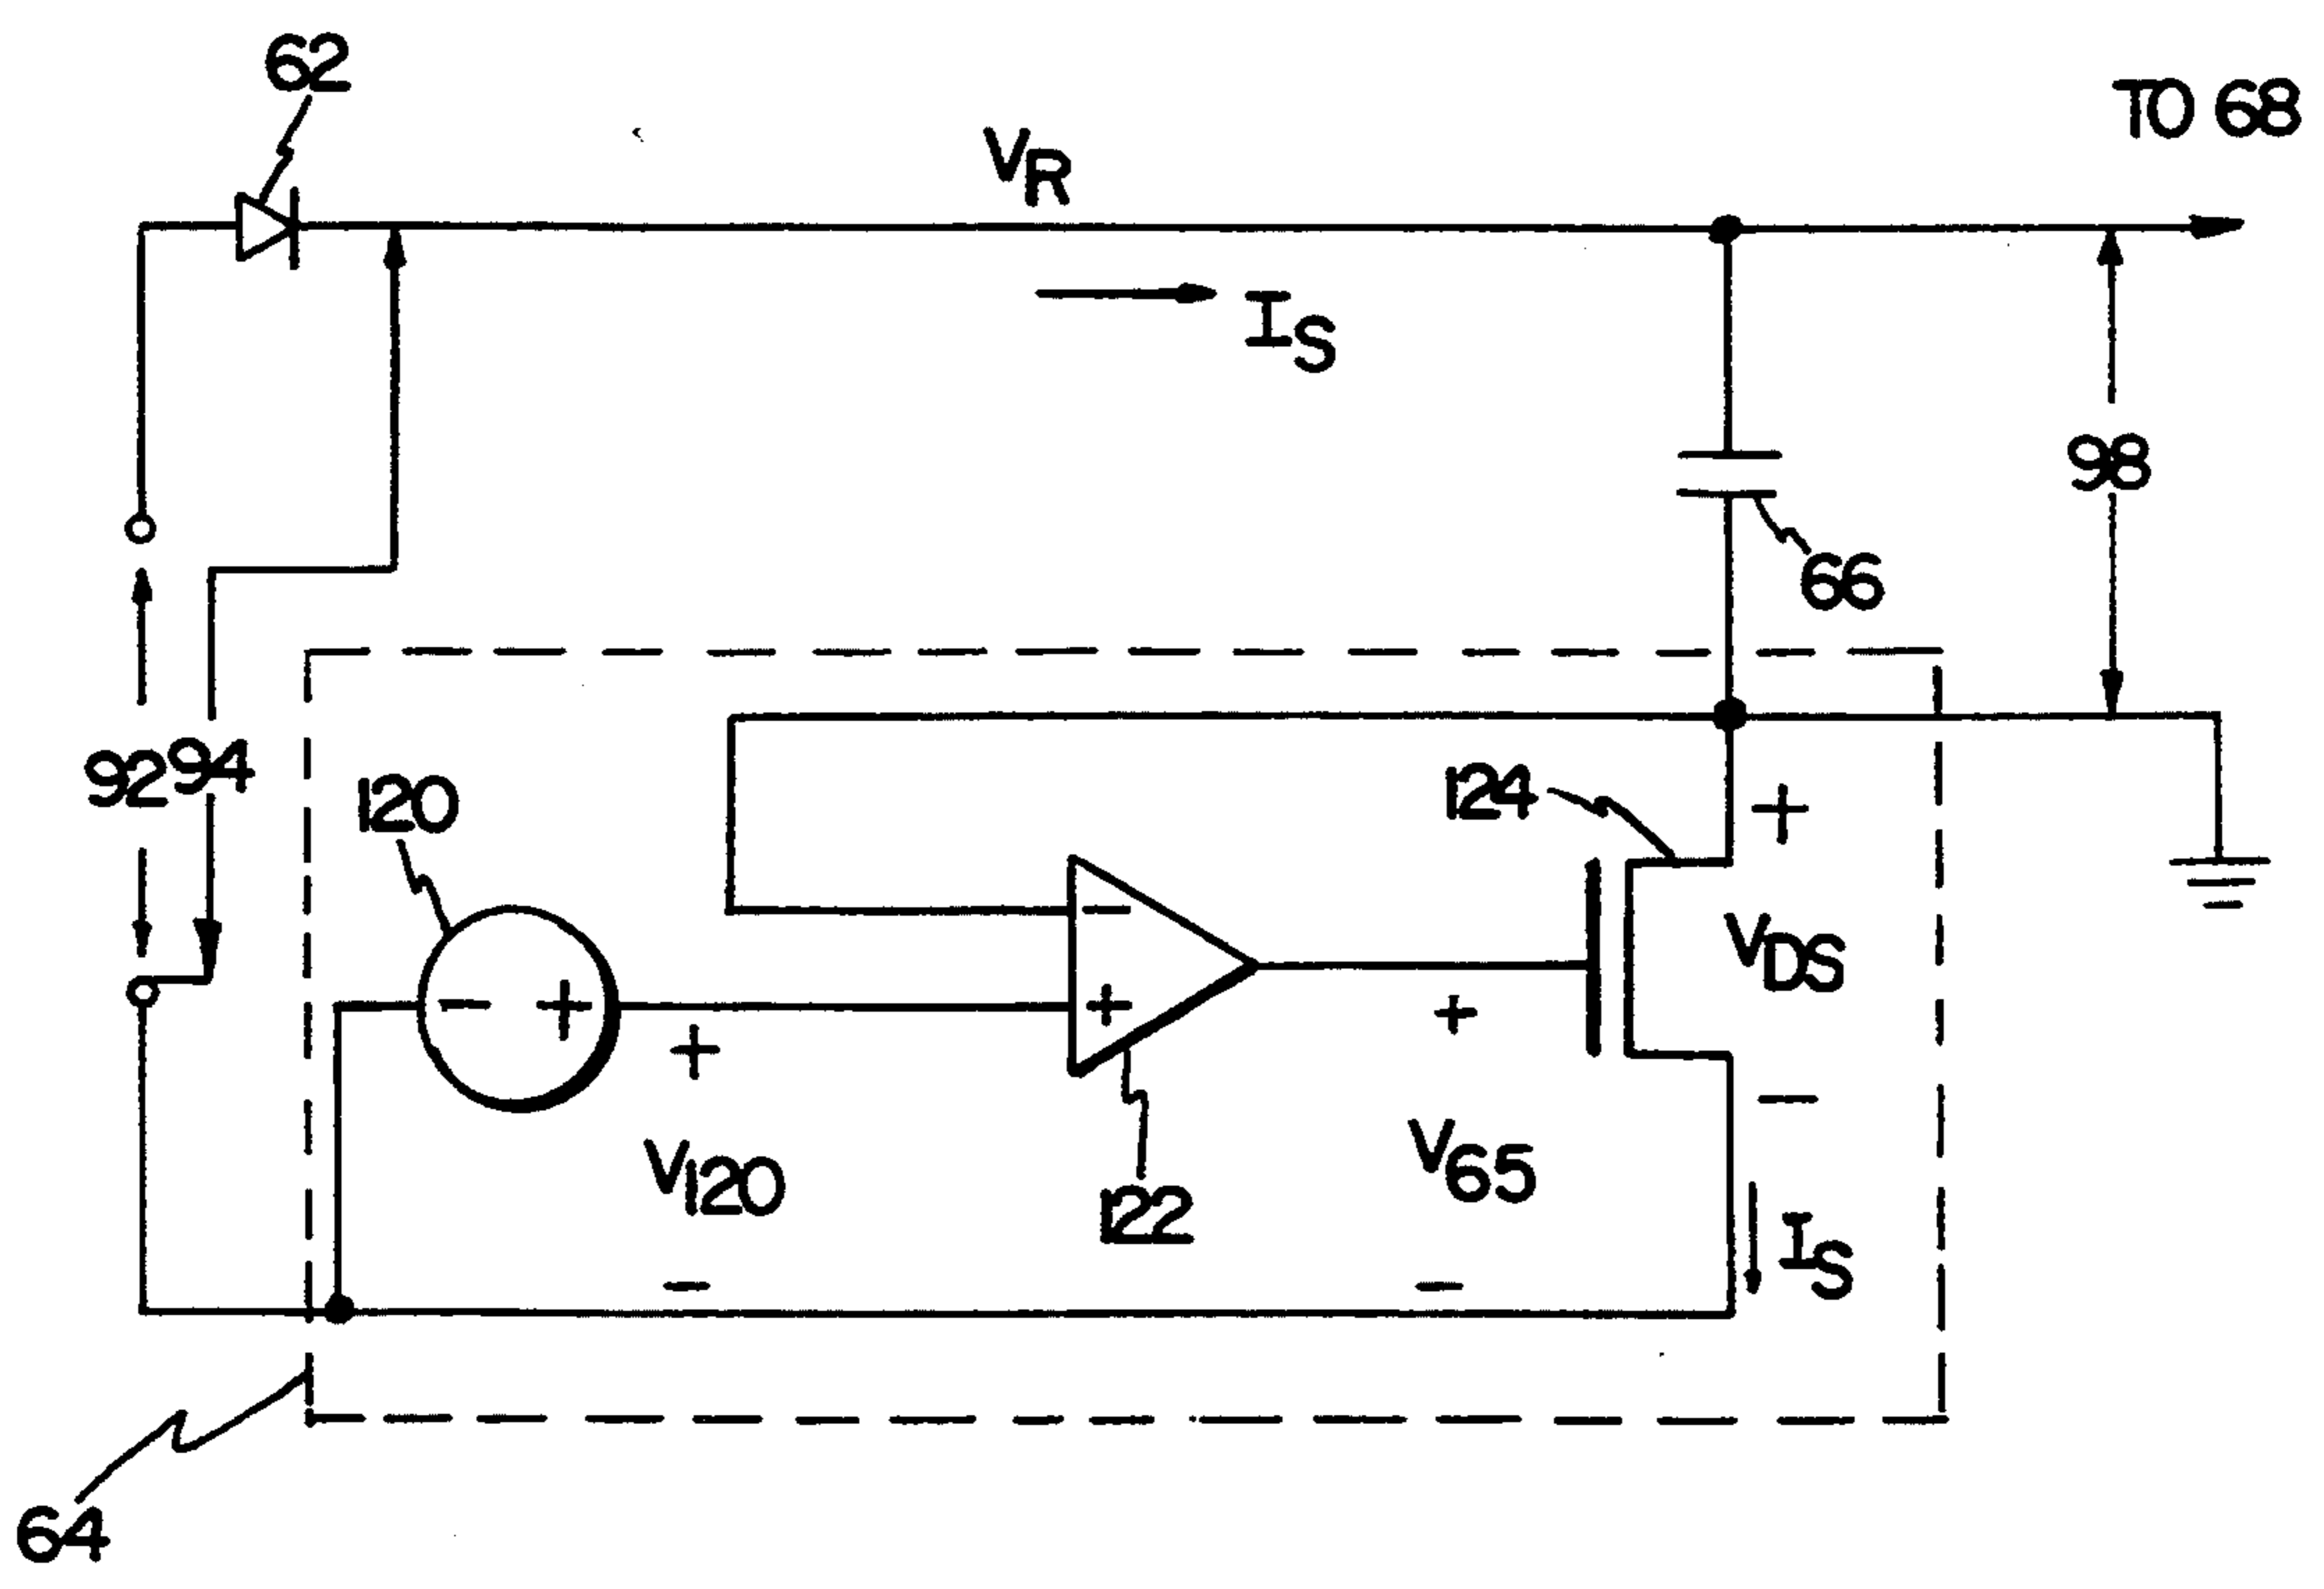 62
TO 68
VR
IS
98
66
92
94
120
124
+
VDS
−
− +
+
V120
−
−
+
122
+
V65
−
IS
64